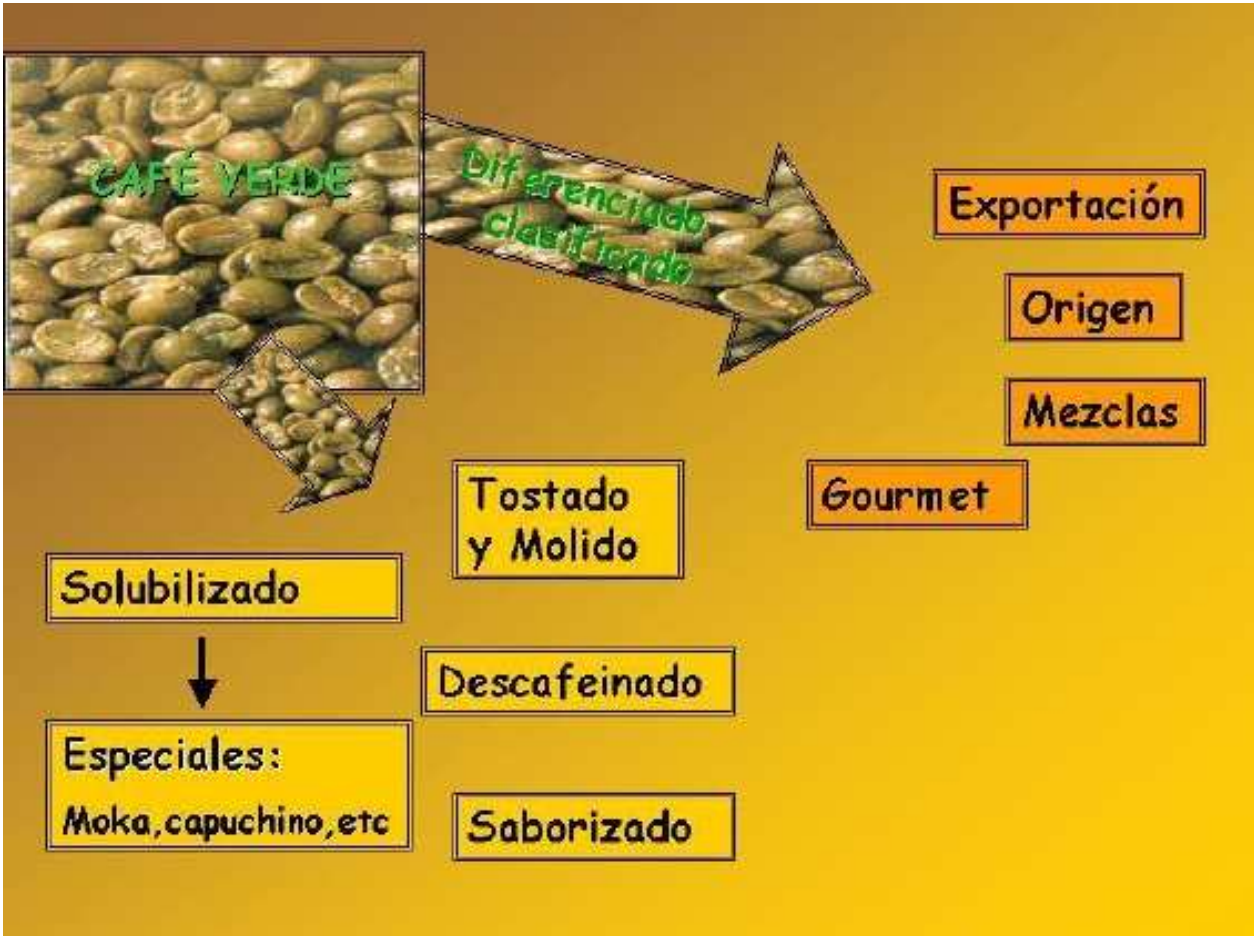 CAFÉ VERDE
Diferenciado
clasificado
Exportación
Origen
Mezclas
Gourmet
Tostado
y Molido
Solubilizado
Descafeinado
Especiales:
Moka,capuchino,etc
Saborizado